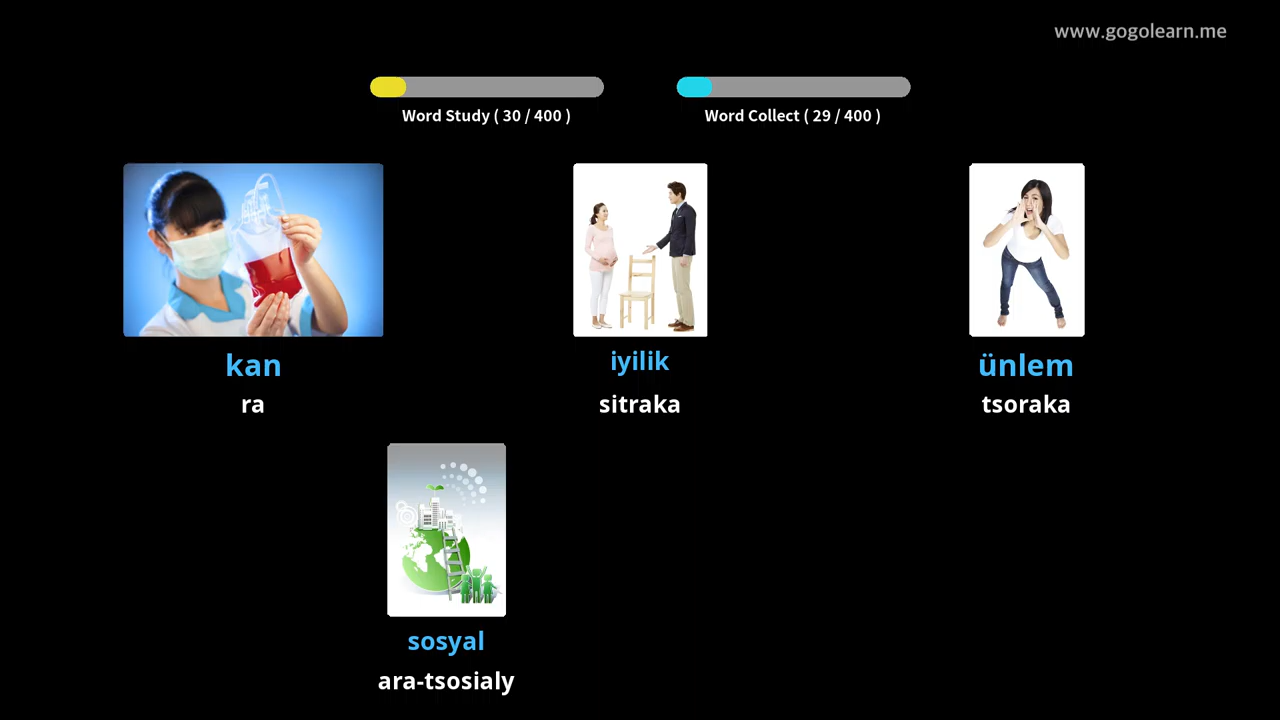 www.gogolearn.me
Word Study ( 30 / 400 )
Word Collect ( 29 / 400 )
kan
ra
iyilik
sitraka
ünlem
tsoraka
sosyal
ara-tsosialy